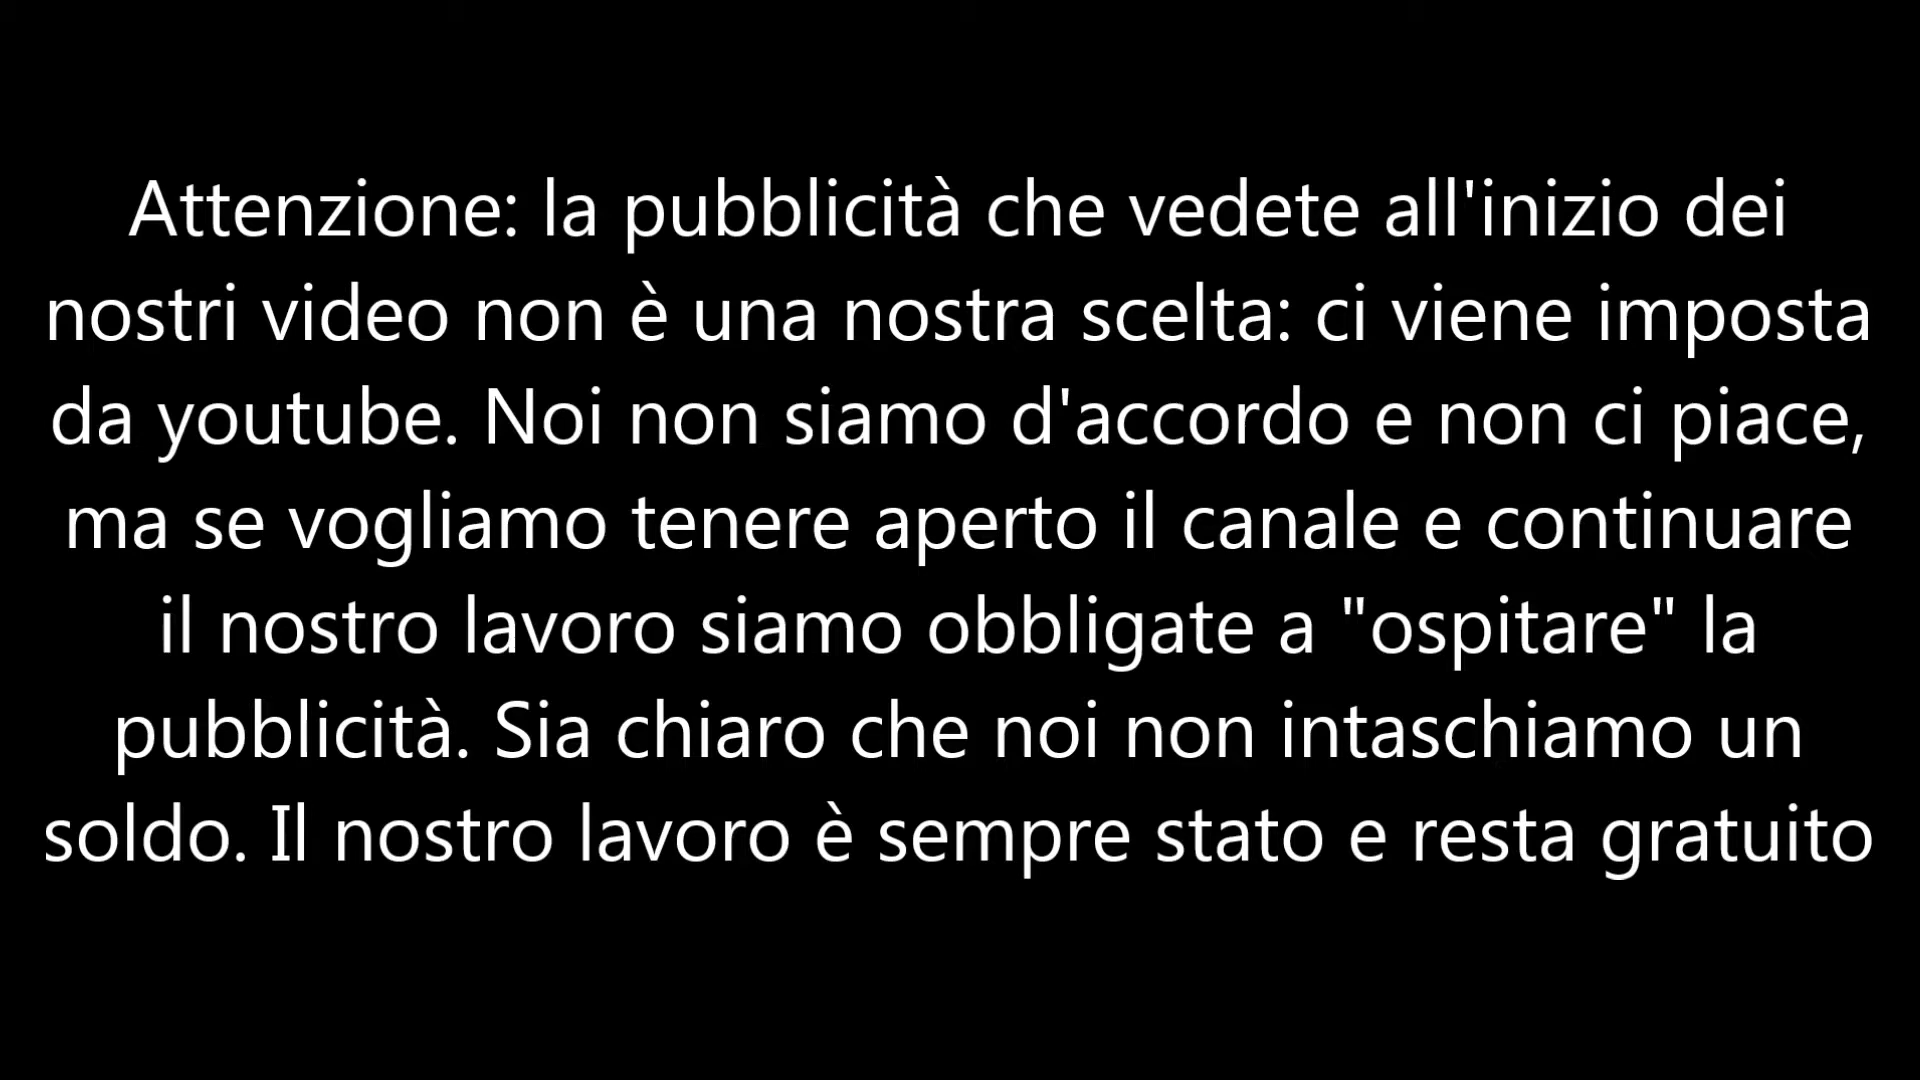 Attenzione: la pubblicità che vedete all'inizio dei
nostri video non è una nostra scelta: ci viene imposta
da youtube. Noi non siamo d'accordo e non ci piace,
ma se vogliamo tenere aperto il canale e continuare
il nostro lavoro siamo obbligate a "ospitare" la
pubblicità. Sia chiaro che noi non intaschiamo un
soldo. Il nostro lavoro è sempre stato e resta gratuito